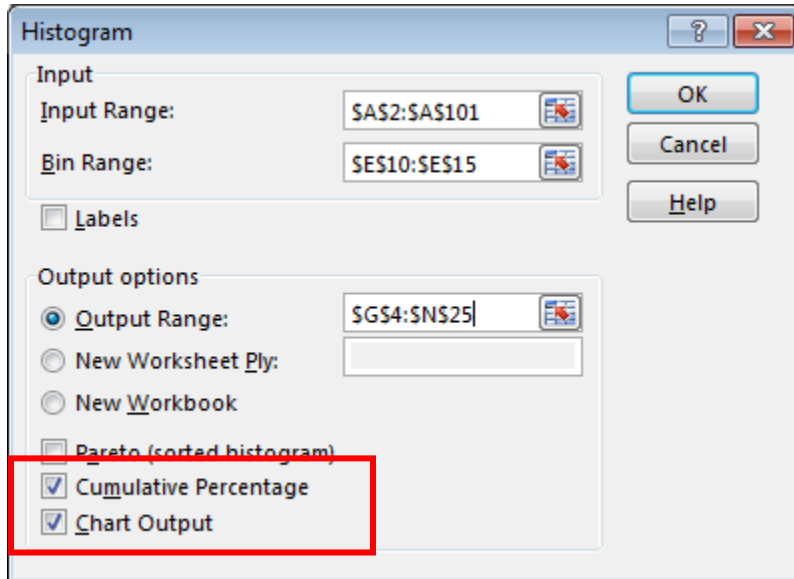 Histogram
Input
Input Range: $A$2:$A$101
OK
Bin Range: $E$10:$E$15
Cancel
Labels
Help
Output options
Output Range: $G$4:$N$25
New Worksheet Ply:
New Workbook
Pareto (sorted histogram)
Cumulative Percentage
Chart Output